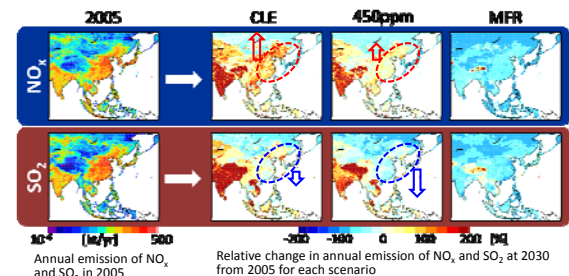 2005 CLE 450ppm MFR
NOx
SO2
10⁻⁴ [kt/yr] 500
-200 -100 0 100 200 [%]
Annual emission of NOx
and SO2 in 2005
Relative change in annual emission of NOx and SO2 at 2030
from 2005 for each scenario